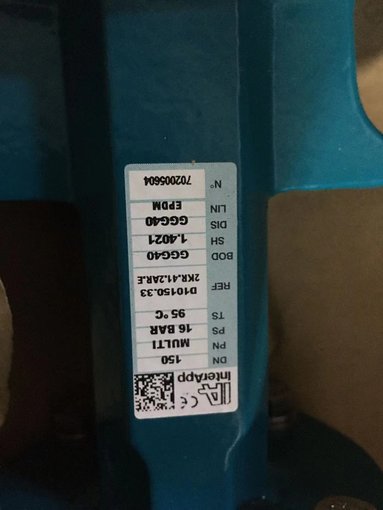 InterApp
CE
DN 150
PN MULTI
PS 16 BAR
TS 95 °C
REF D10150.33
2KR.41.2AR.E
BOD GGG40
SH 1.4021
DIS GGG40
LIN EPDM
N° 702005604